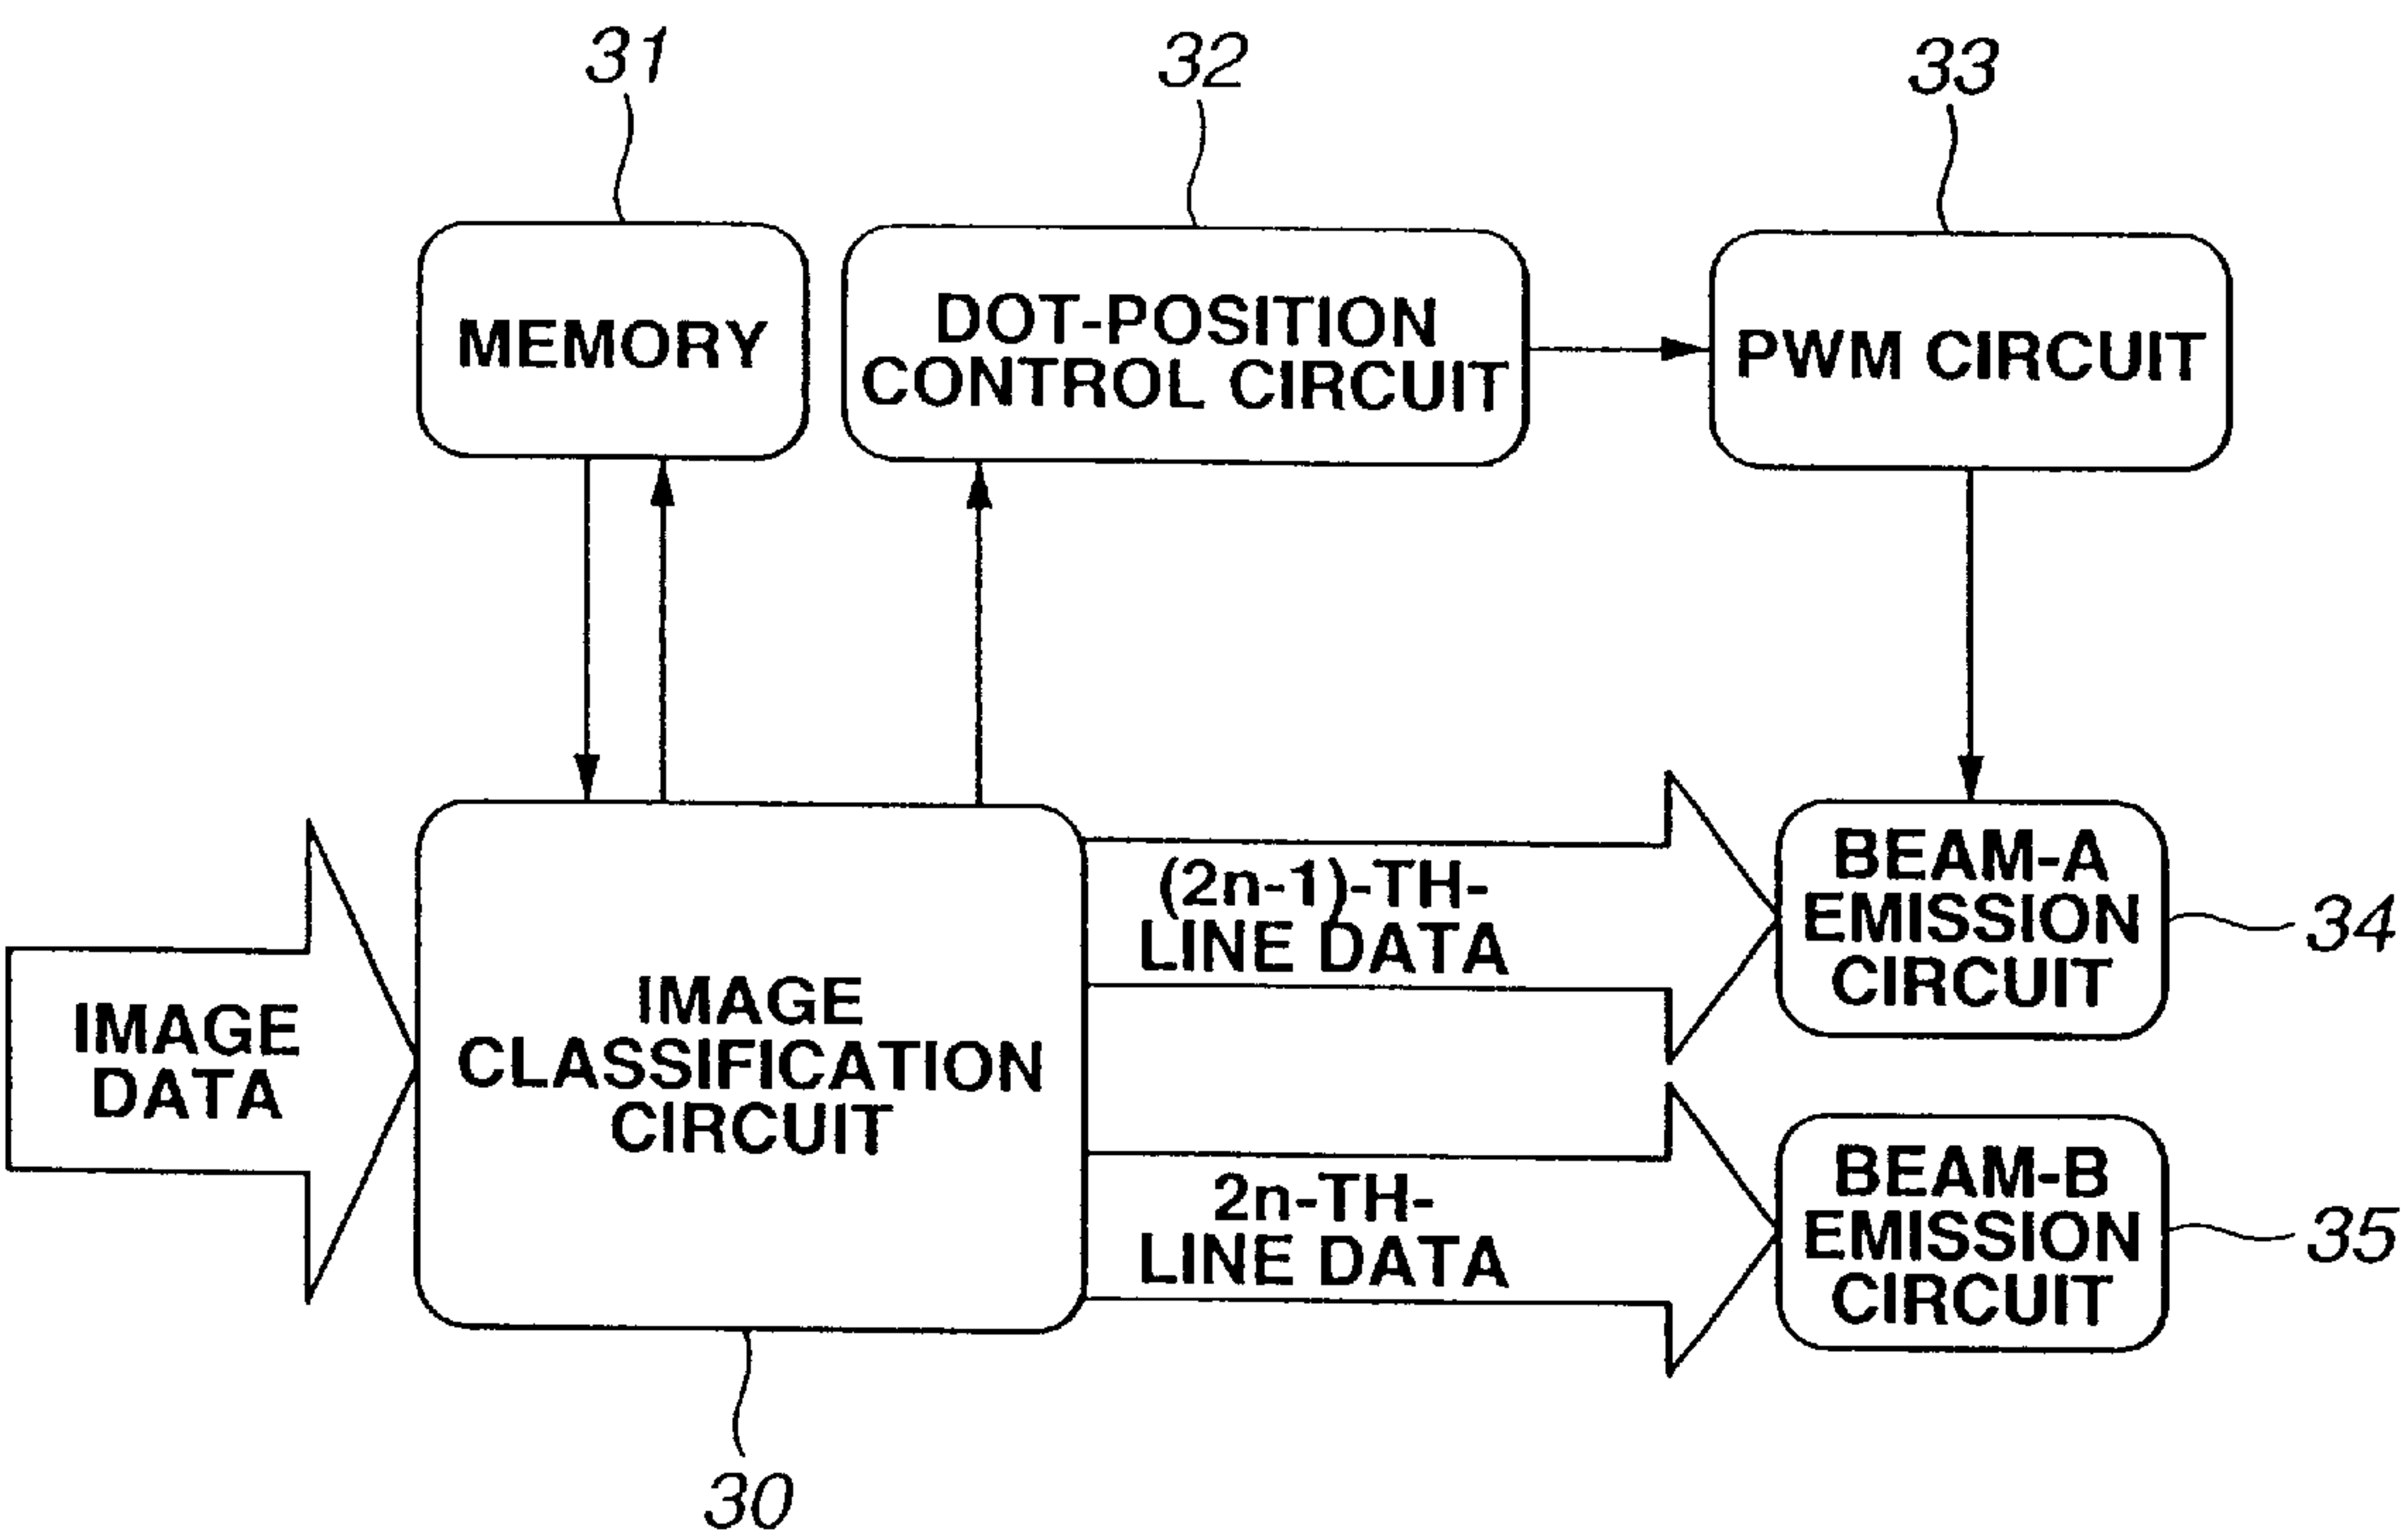 31
32
33
MEMORY
DOT-POSITION
CONTROL CIRCUIT
PWM CIRCUIT
IMAGE
DATA
IMAGE
CLASSIFICATION
CIRCUIT
(2n-1)-TH-
LINE DATA
2n-TH-
LINE DATA
BEAM-A
EMISSION
CIRCUIT
34
BEAM-B
EMISSION
CIRCUIT
35
30